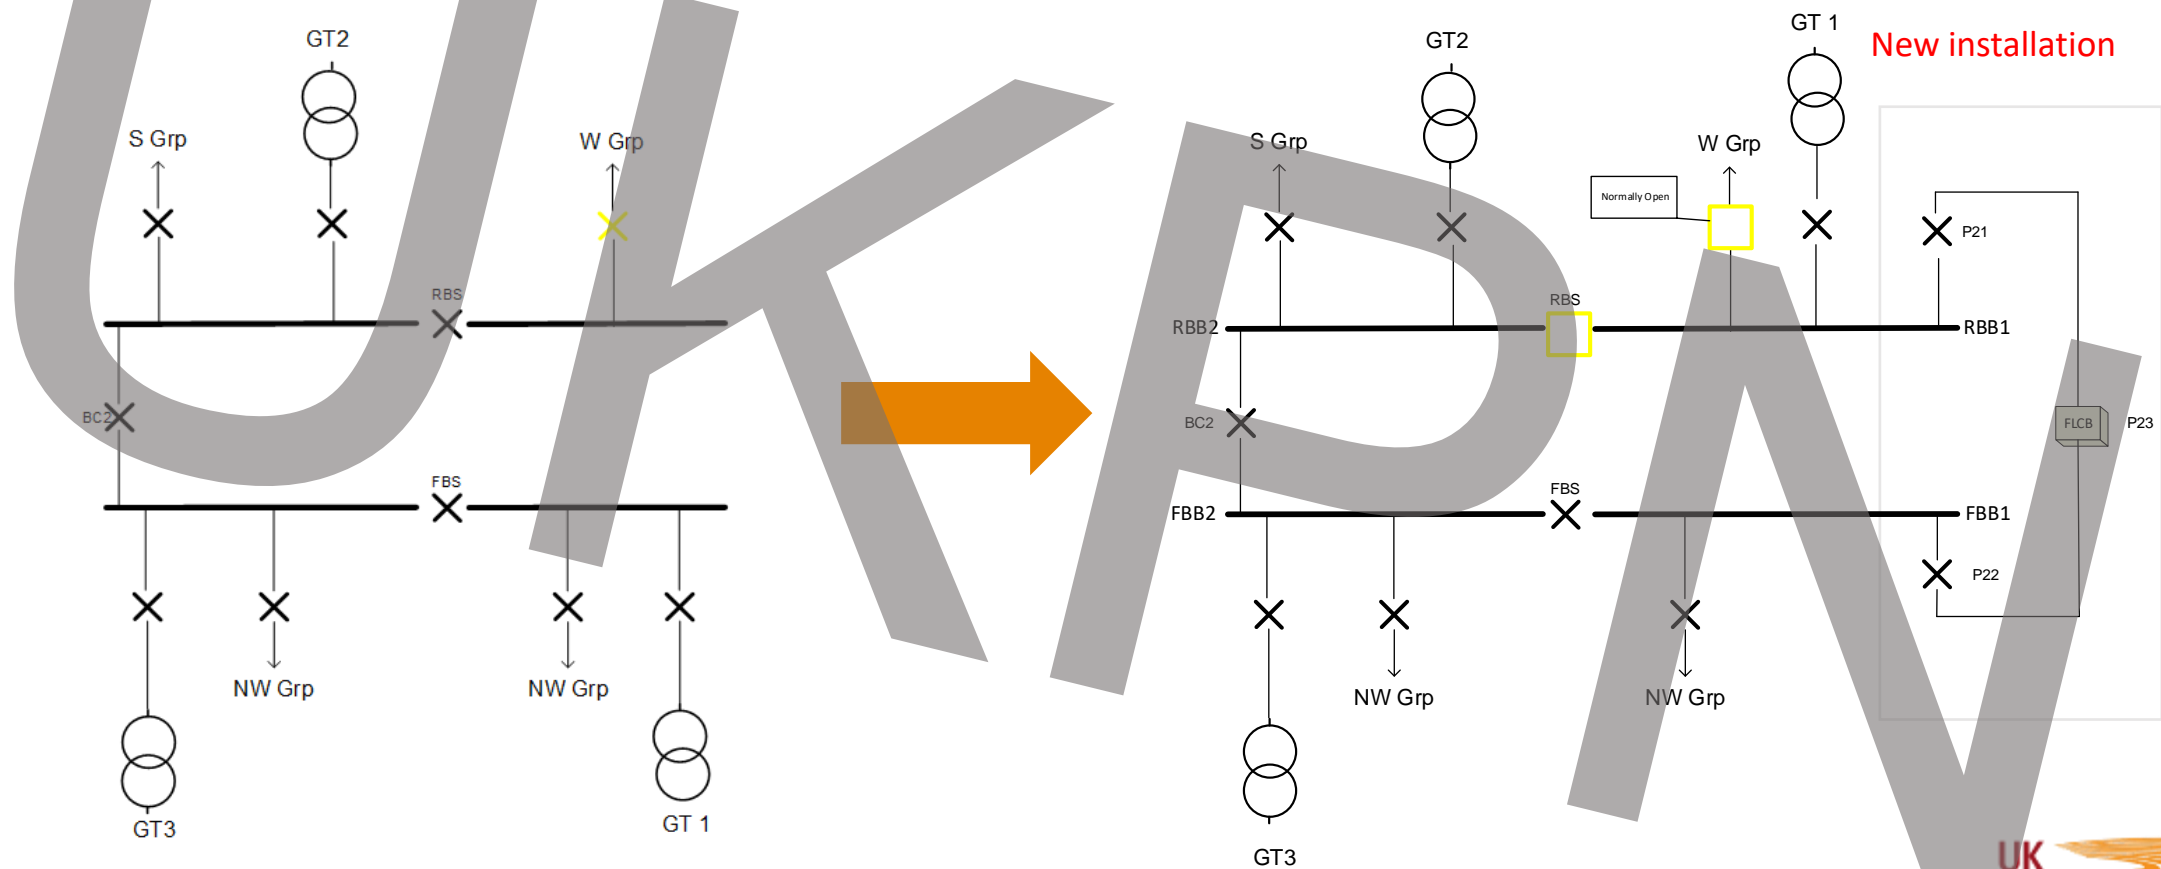 GT2
S Grp
W Grp
RBS
BC2
FBS
NW Grp
NW Grp
GT3
GT 1
GT 1
New installation
GT2
S Grp
W Grp
Normally Open
P21
RBS
RBB2
RBB1
BC2
FLCB
P23
FBS
FBB2
FBB1
P22
NW Grp
NW Grp
GT3
UKPN
UK